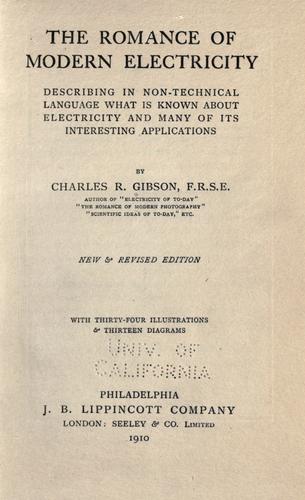 THE ROMANCE OF
MODERN ELECTRICITY
DESCRIBING IN NON-TECHNICAL
LANGUAGE WHAT IS KNOWN ABOUT
ELECTRICITY AND MANY OF ITS
INTERESTING APPLICATIONS
BY
CHARLES R. GIBSON, F.R.S.E.
AUTHOR OF "ELECTRICITY OF TO-DAY"
"THE ROMANCE OF MODERN PHOTOGRAPHY"
"SCIENTIFIC IDEAS OF TO-DAY," ETC.
NEW & REVISED EDITION
WITH THIRTY-FOUR ILLUSTRATIONS
& THIRTEEN DIAGRAMS
UNIV. OF
CALIFORNIA
PHILADELPHIA
J. B. LIPPINCOTT COMPANY
LONDON: SEELEY & CO. LIMITED
1910